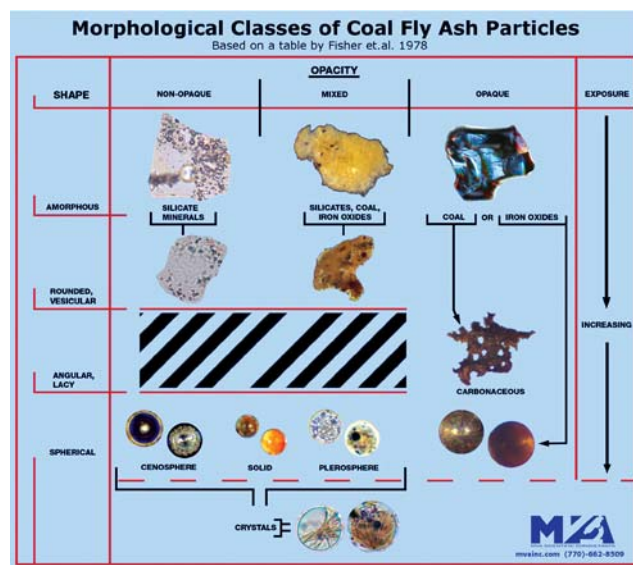 Morphological Classes of Coal Fly Ash Particles
Based on a table by Fisher et.al. 1978
OPACITY
SHAPE
NON-OPAQUE
MIXED
OPAQUE
EXPOSURE
AMORPHOUS
SILICATE
MINERALS
SILICATES, COAL,
IRON OXIDES
COAL OR IRON OXIDES
ROUNDED,
VESICULAR
INCREASING
ANGULAR,
LACY
CARBONACEOUS
SPHERICAL
CENOSPHERE
SOLID
PLEROSPHERE
CRYSTALS
MVA
mvainc.com (770)-662-8509